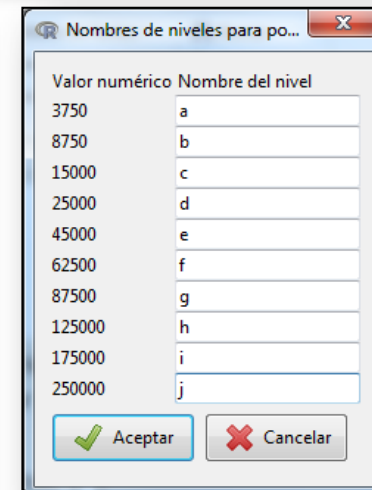 Nombres de niveles para po...
Valor numérico Nombre del nivel
3750 a
8750 b
15000 c
25000 d
45000 e
62500 f
87500 g
125000 h
175000 i
250000 j
Aceptar Cancelar